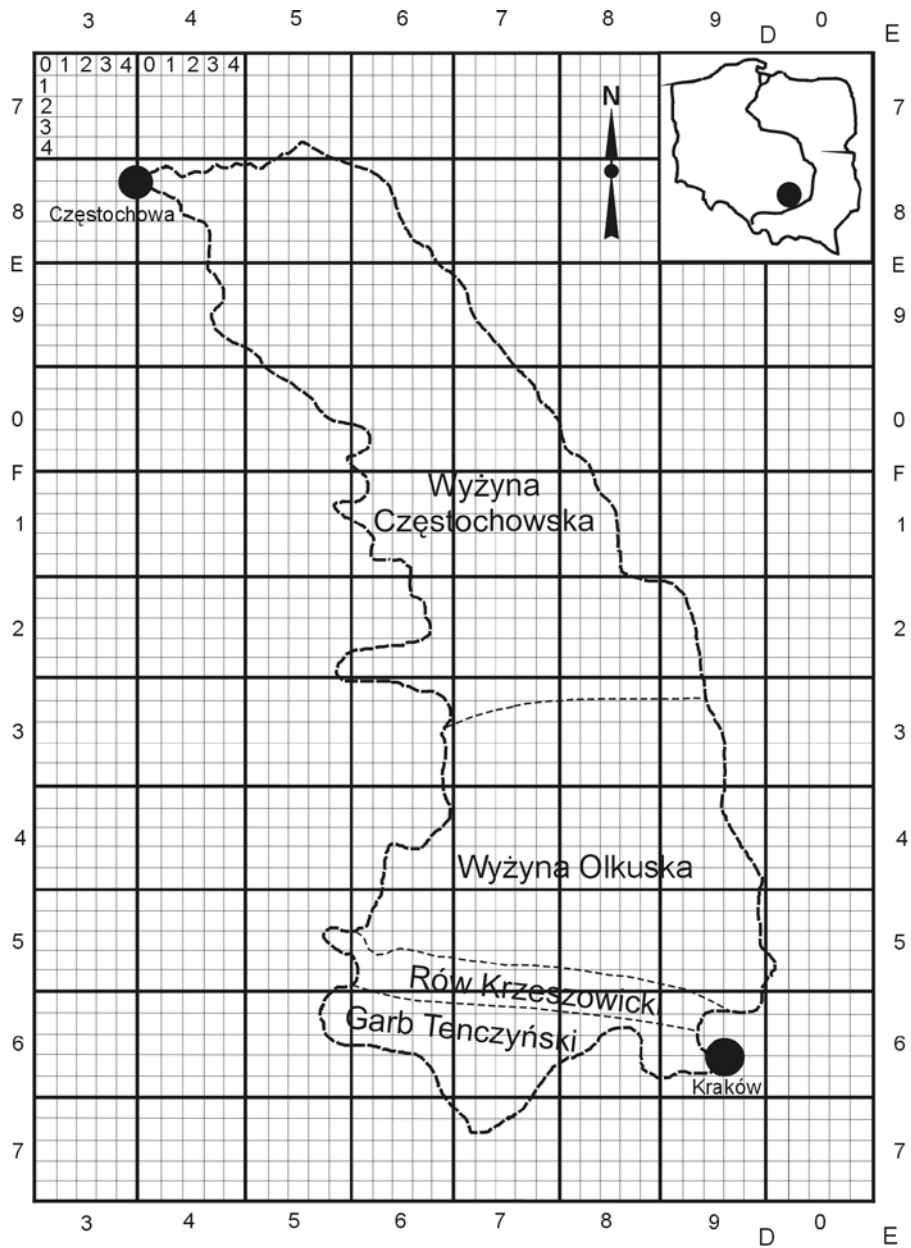 3 4 5 6 7 8 9 D 0 E
0 1 2 3 4 0 1 2 3 4
1
2
3
4
N
7 7
Częstochowa
8 8
E E
9 9
0 0
F F
Wyżyna
Częstochowska
1 1
2 2
3 3
4 4
Wyżyna Olkuska
5 5
Rów Krzeszowicki
Garb Tenczyński
6 6
Kraków
7 7
3 4 5 6 7 8 9 D 0 E